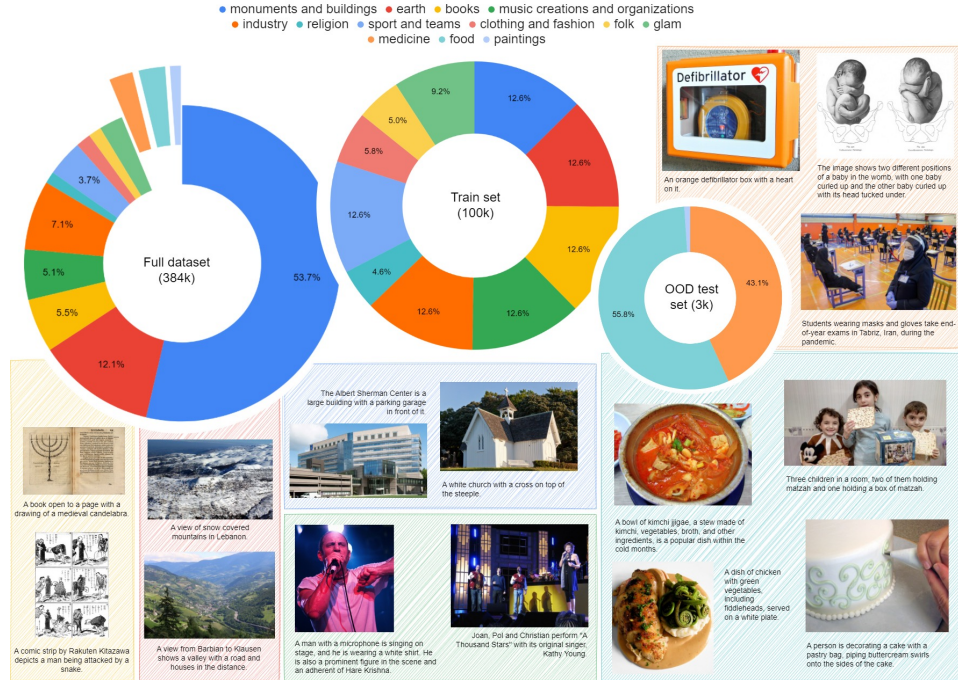 monuments and buildings earth books music creations and organizations
industry religion sport and teams clothing and fashion folk glam
medicine food paintings
3.7%
7.1%
5.1%
5.5%
12.1%
53.7%
Full dataset
(384k)
9.2%
12.6%
5.0%
5.8%
12.6%
12.6%
4.6%
12.6%
12.6%
12.6%
Train set
(100k)
43.1%
55.8%
OOD test
set (3k)
Defibrillator
An orange defibrillator box with a heart
on it.
The image shows two different positions
of a baby in the womb, with one baby
curled up and the other baby curled up
with its head tucked under.
Students wearing masks and gloves take end-
of-year exams in Tabriz, Iran, during the
pandemic.
A book open to a page with a
drawing of a medieval candelabra.
A comic strip by Rakuten Kitazawa
depicts a man being attacked by a
snake.
A view of snow covered
mountains in Lebanon.
A view from Barbian to Klausen
shows a valley with a road and
houses in the distance.
The Albert Sherman Center is a
large building with a parking garage
in front of it.
A white church with a cross on top of
the steeple.
A man with a microphone is singing on
stage, and he is wearing a white shirt. He
is also a prominent figure in the scene and
an adherent of Hare Krishna.
Joan, Pol and Christian perform "A
Thousand Stars" with its original singer,
Kathy Young.
A bowl of kimchi jjigae, a stew made of
kimchi, vegetables, broth, and other
ingredients, is a popular dish within the
cold months.
Three children in a room, two of them holding
matzah and one holding a box of matzah.
A dish of chicken
with green
vegetables,
including
fiddleheads, served
on a white plate.
A person is decorating a cake with a
pastry bag, piping buttercream swirls
onto the sides of the cake.